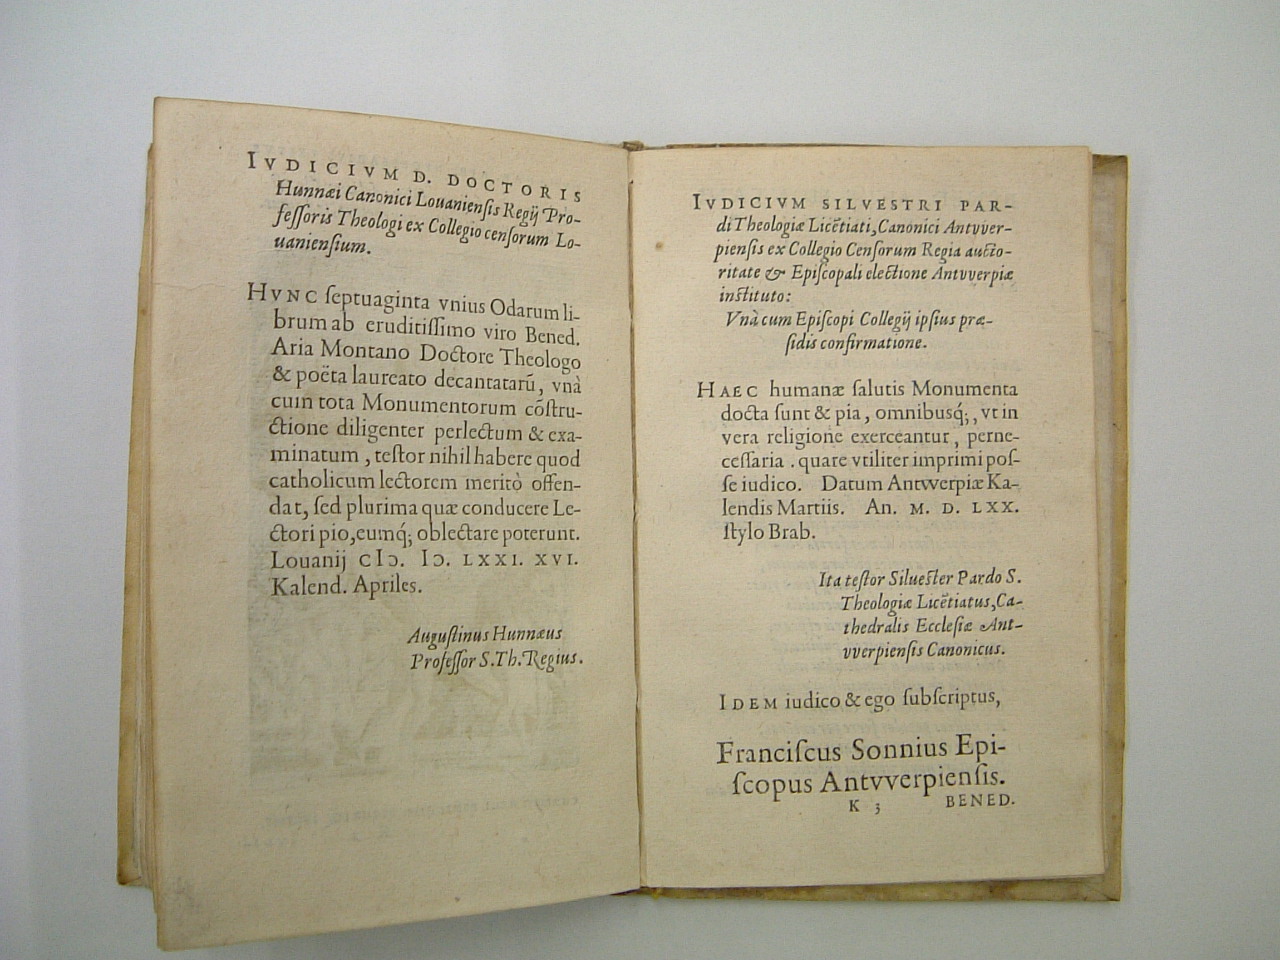 IVDICIVM D. DOCTORIS
Hunnæi Canonici Louanienſis Regij Pro-
feſſoris Theologi ex Collegio cenſorum Lo-
uanienſium.
HVNC ſeptuaginta vnius Odarum li-
brum ab eruditiſſimo viro Bened.
Aria Montano Doctore Theologo
& poëta laureato decantatarũ, vnà
cum tota Monumentorum cõſtru-
ctione diligenter perlectum & exa-
minatum, teſtor nihil habere quod
catholicum lectorem meritò offen-
dat, ſed plurima quæ conducere Le-
ctori pio, eumq́; oblectare poterunt.
Louanij CIↃ. IↃ. LXXI. XVI.
Kalend. Apriles.
Auguſtinus Hunnæus
Profeſſor S. Th. Regius.
IVDICIVM SILVESTRI PAR-
di Theologiæ Licẽtiati, Canonici Antvver-
pienſis ex Collegio Cenſorum Regia aucto-
ritate & Epiſcopali electione Antvverpiæ
inſtituto:
Vnà cum Epiſcopi Collegij ipſius præ-
ſidis confirmatione.
HAEC humanæ ſalutis Monumenta
docta ſunt & pia, omnibusq́;, vt in
vera religione exerceantur, perne-
ceſſaria. quare vtiliter imprimi poſ-
ſe iudico. Datum Antwerpiæ Ka-
lendis Martiis. An. M. D. LXX.
ſtylo Brab.
Ita teſtor Silueſter Pardo S.
Theologiæ Licẽtiatus, Ca-
thedralis Eccleſiæ Ant-
vverpienſis Canonicus.
IDEM iudico & ego ſubſcriptus,
Franciſcus Sonnius Epi-
ſcopus Antvverpienſis.
K 3 BENED.